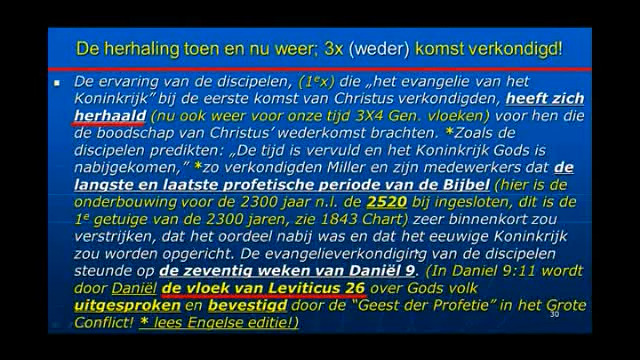 De herhaling toen en nu weer; 3x (weder) komst verkondigd!
De ervaring van de discipelen, (1ex) die „het evangelie van het
Koninkrijk” bij de eerste komst van Christus verkondigden, heeft zich
herhaald (nu ook weer voor onze tijd 3X4 Gen. vloeken) voor hen die
de boodschap van Christus’ wederkomst brachten. *Zoals de
discipelen predikten: „De tijd is vervuld en het Koninkrijk Gods is
nabijgekomen,” *zo verkondigden Miller en zijn medewerkers dat de
langste en laatste profetische periode van de Bijbel (hier is de
onderbouwing voor de 2300 jaar n.l. de 2520 bij ingesloten, dit is de
1e getuige van de 2300 jaren, zie 1843 Chart) zeer binnenkort zou
verstrijken, dat het oordeel nabij was en dat het eeuwige Koninkrijk
zou worden opgericht. De evangelieverkondiging van de discipelen
steunde op de zeventig weken van Daniël 9. (In Daniel 9:11 wordt
door Daniël de vloek van Leviticus 26 over Gods volk
uitgesproken en bevestigd door de “Geest der Profetie” in het Grote
Conflict! * lees Engelse editie!)
30